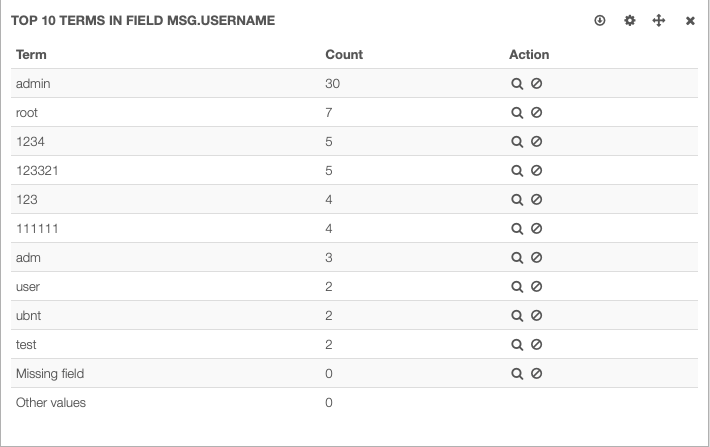 TOP 10 TERMS IN FIELD MSG.USERNAME
Term Count Action
admin 30
root 7
1234 5
123321 5
123 4
111111 4
adm 3
user 2
ubnt 2
test 2
Missing field 0
Other values 0